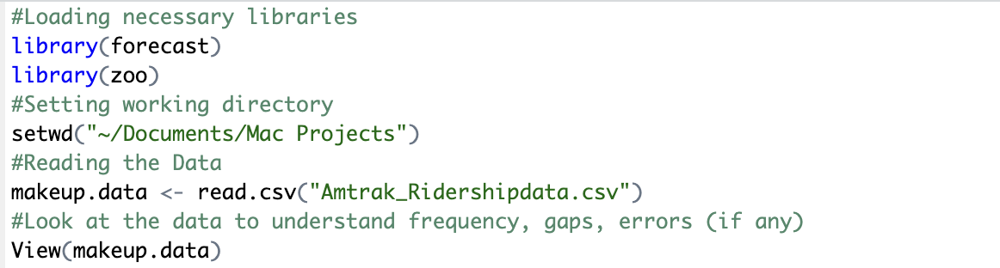 #Loading necessary libraries
library(forecast)
library(zoo)
#Setting working directory
setwd("~/Documents/Mac Projects")
#Reading the Data
makeup.data <- read.csv("Amtrak_Ridershipdata.csv")
#Look at the data to understand frequency, gaps, errors (if any)
View(makeup.data)